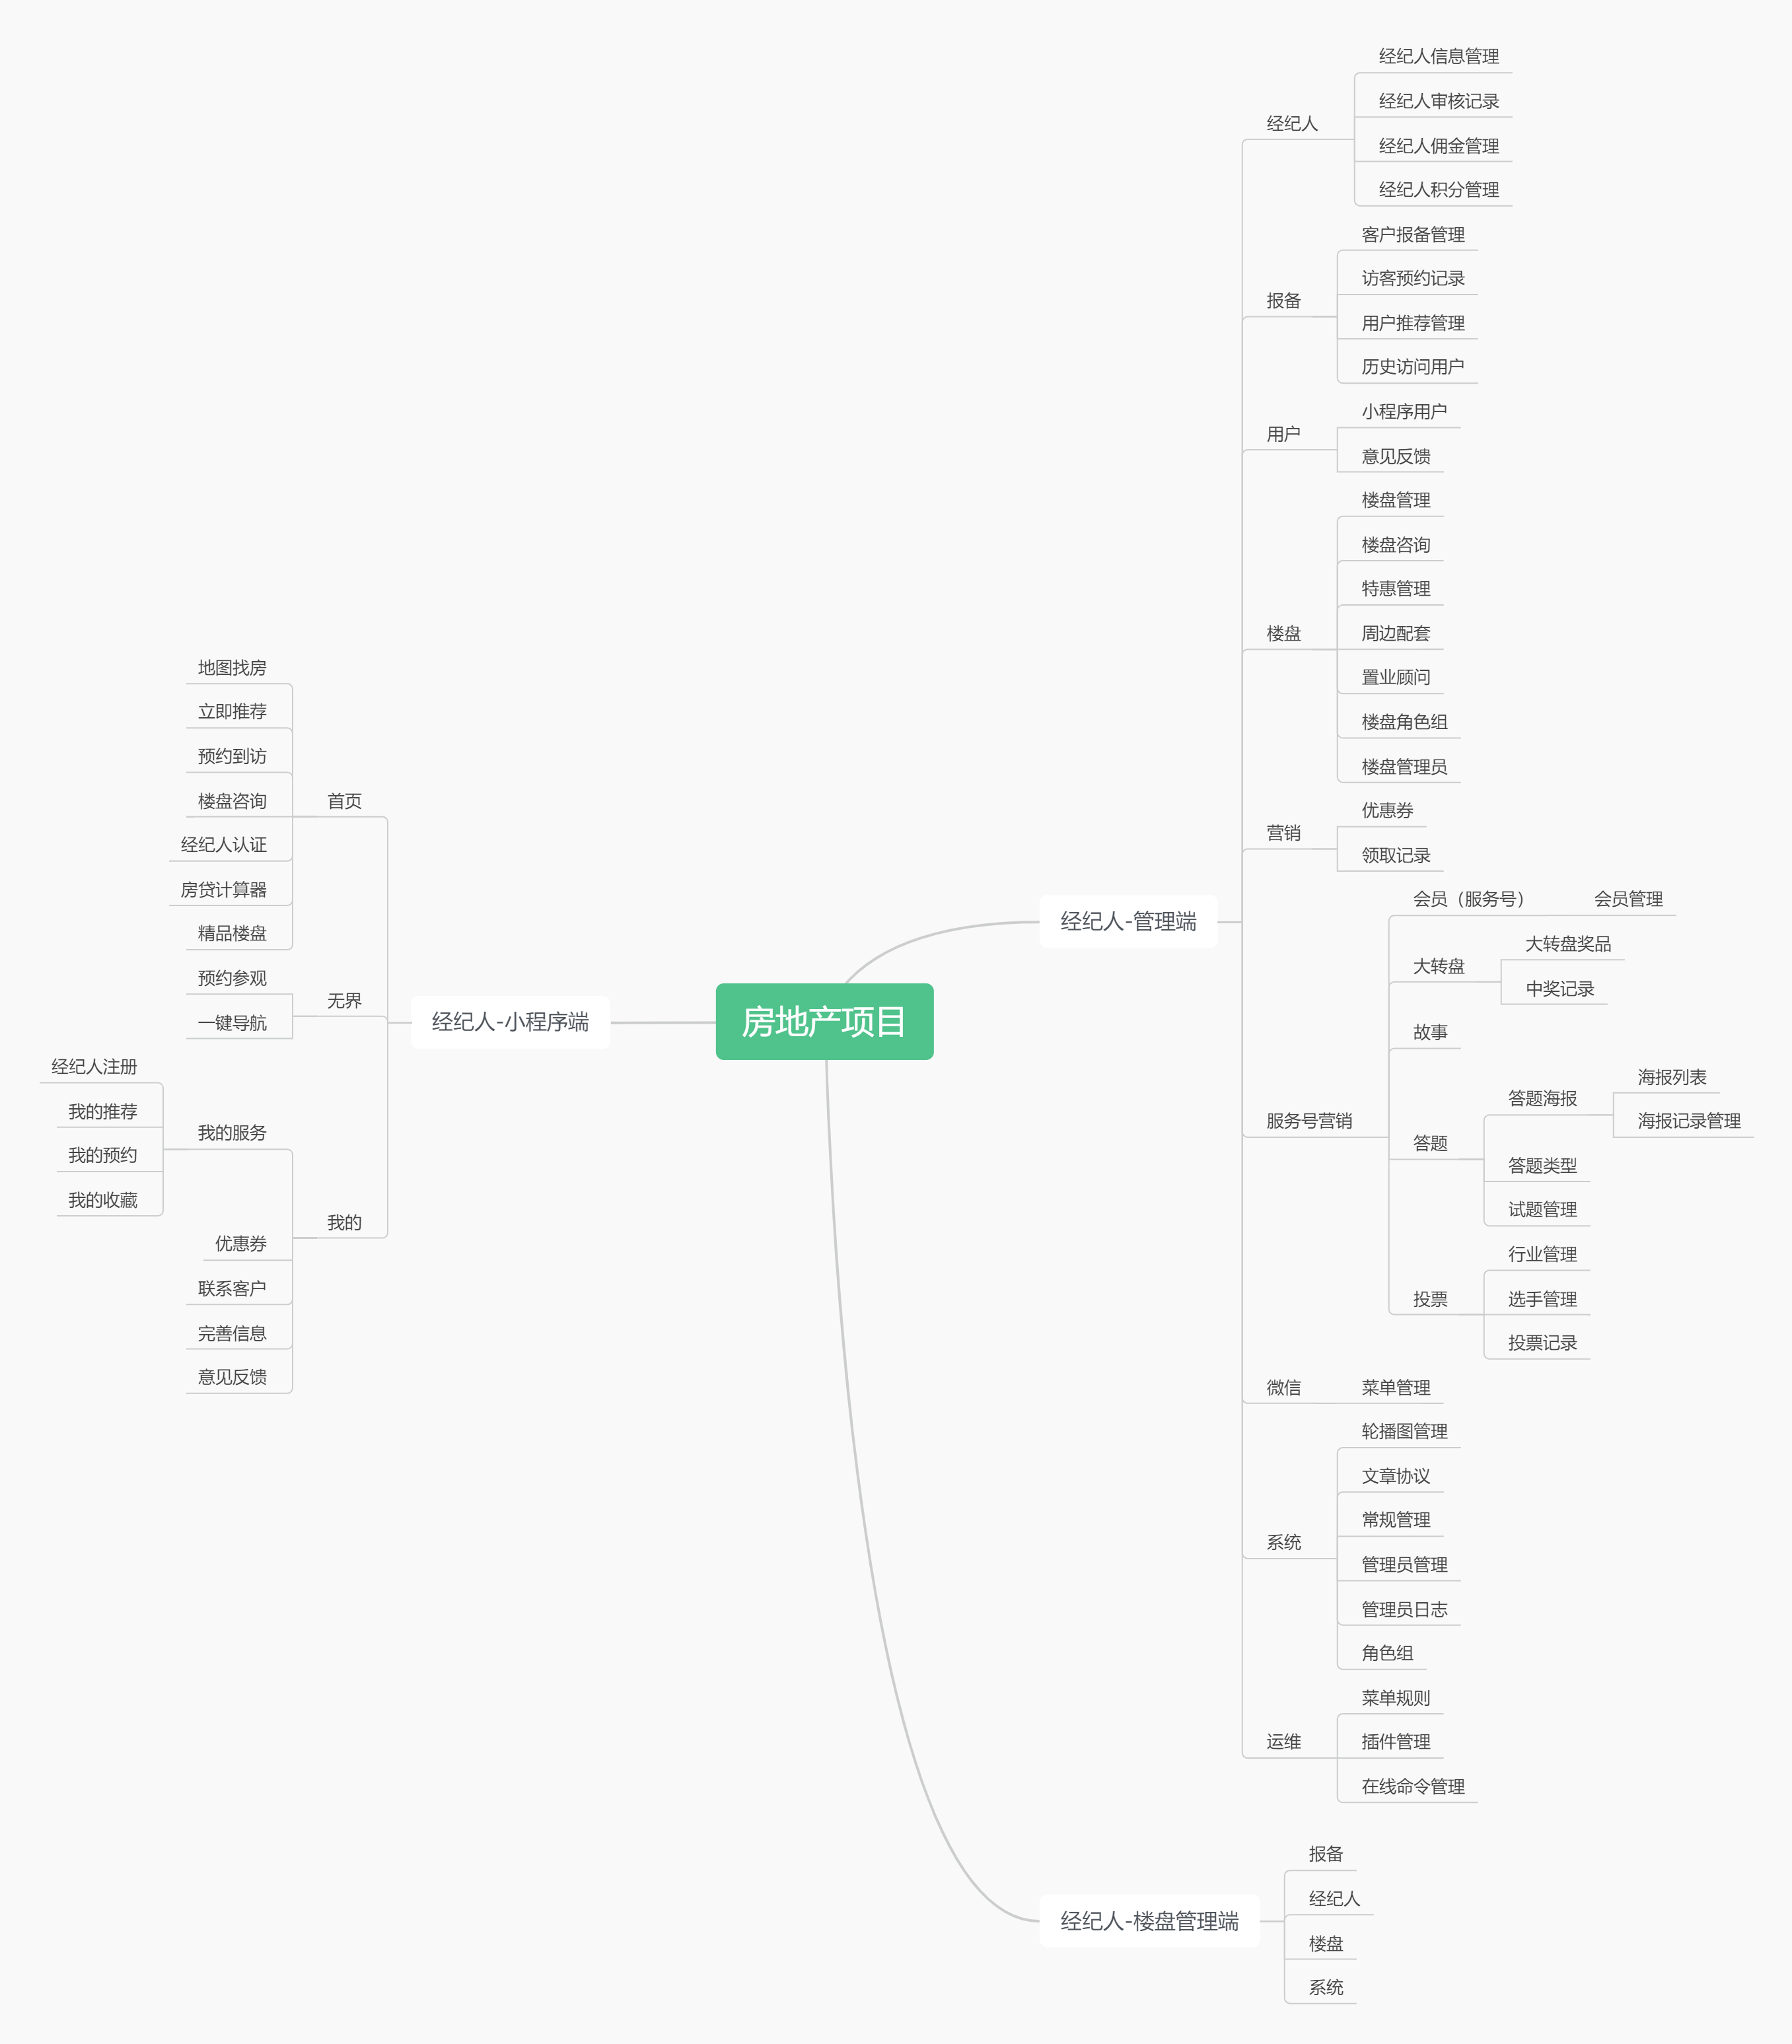 房地产项目
经纪人-管理端
经纪人
经纪人信息管理
经纪人审核记录
经纪人佣金管理
经纪人积分管理
报备
客户报备管理
访客预约记录
用户推荐管理
历史访问用户
用户
小程序用户
意见反馈
楼盘
楼盘管理
楼盘咨询
特惠管理
周边配套
置业顾问
楼盘角色组
楼盘管理员
营销
优惠券
领取记录
服务号营销
会员（服务号）
会员管理
大转盘
大转盘奖品
中奖记录
故事
答题
答题海报
海报列表
海报记录管理
答题类型
试题管理
投票
行业管理
选手管理
投票记录
微信
菜单管理
系统
轮播图管理
文章协议
常规管理
管理员管理
管理员日志
角色组
运维
菜单规则
插件管理
在线命令管理
经纪人-楼盘管理端
报备
经纪人
楼盘
系统
经纪人-小程序端
首页
地图找房
立即推荐
预约到访
楼盘咨询
经纪人认证
房贷计算器
精品楼盘
无界
预约参观
一键导航
我的
我的服务
经纪人注册
我的推荐
我的预约
我的收藏
优惠券
联系客户
完善信息
意见反馈